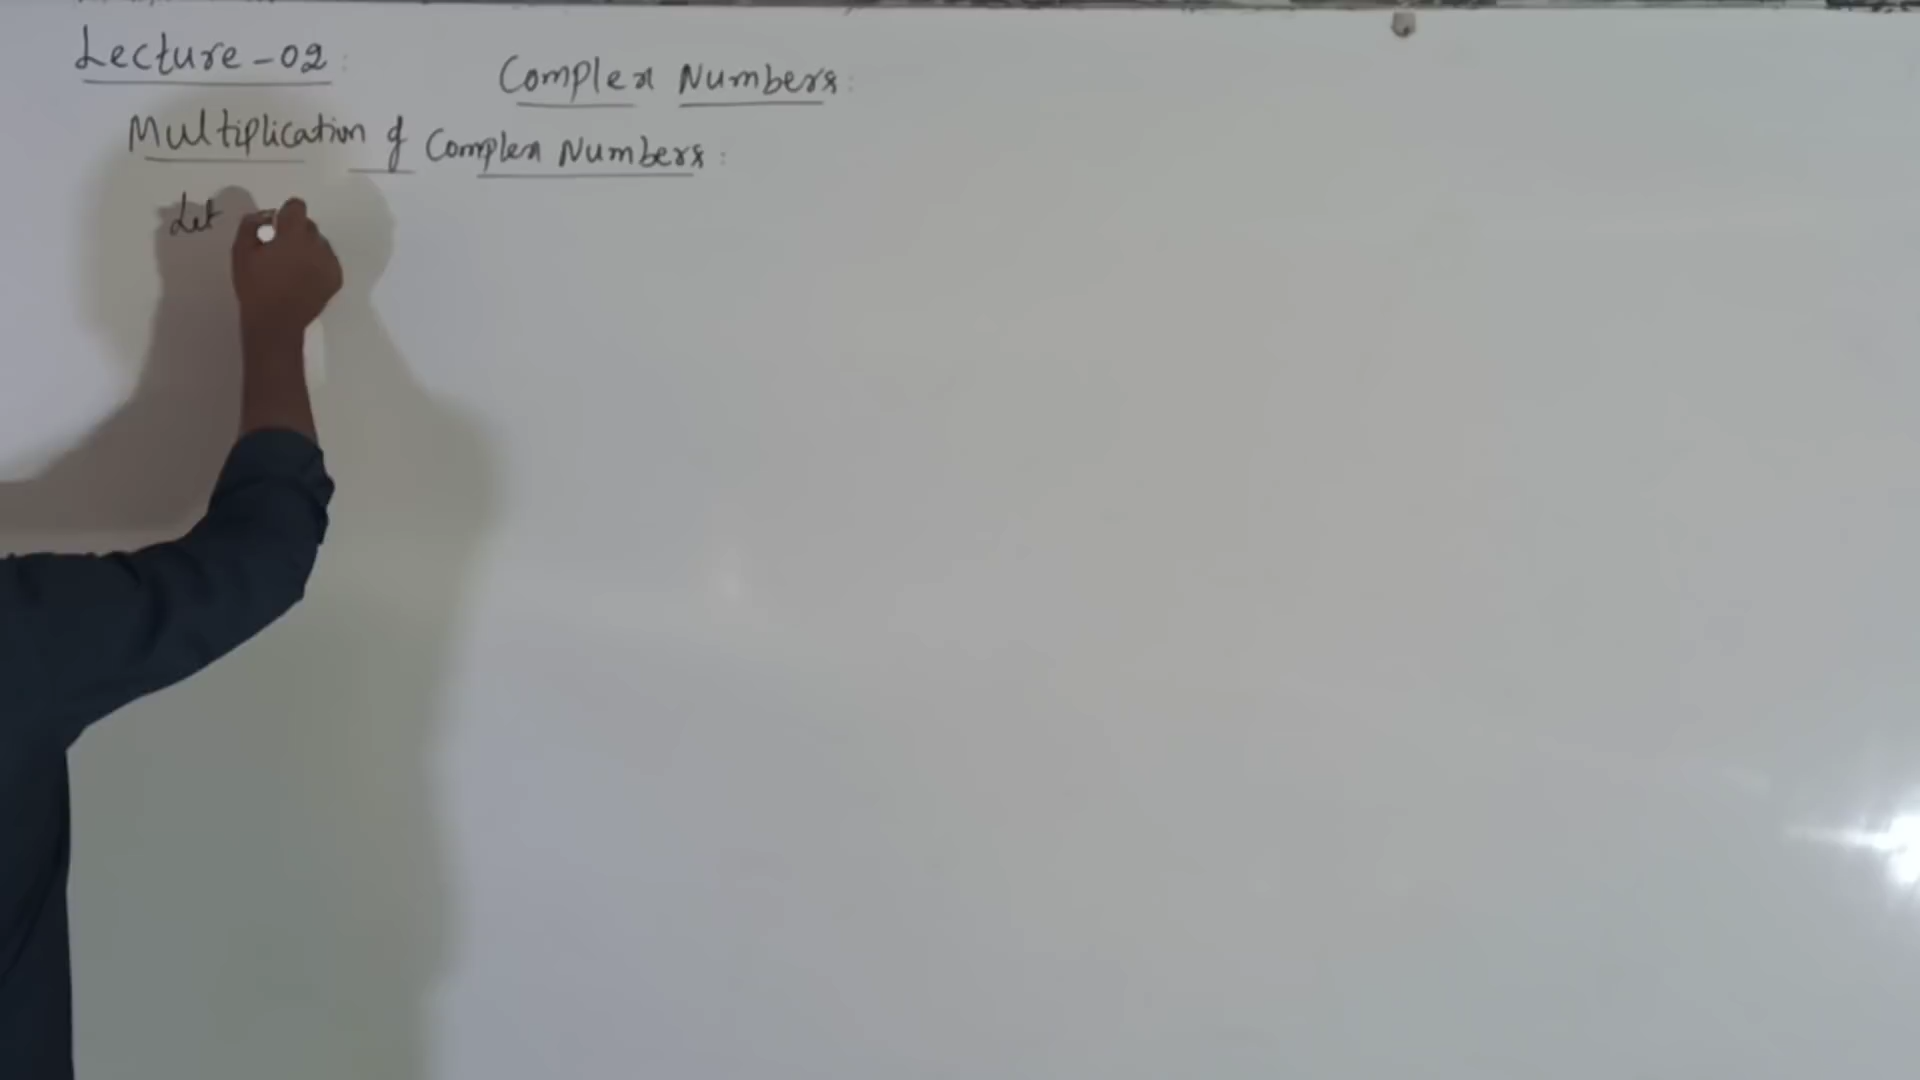 Lecture-02:
Complex Numbers:
Multiplication of Complex Numbers:
Let